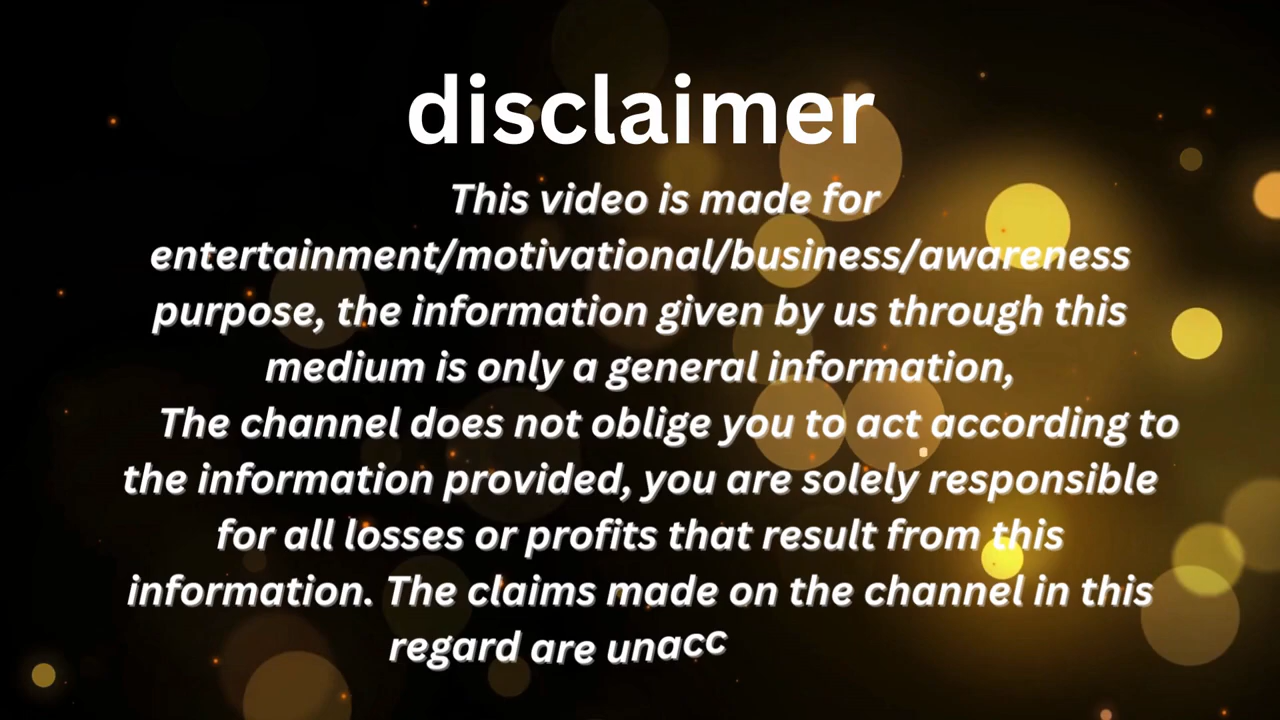 disclaimer
This video is made for
entertainment/motivational/business/awareness
purpose, the information given by us through this
medium is only a general information,
The channel does not oblige you to act according to
the information provided, you are solely responsible
for all losses or profits that result from this
information. The claims made on the channel in this
regard are unacc